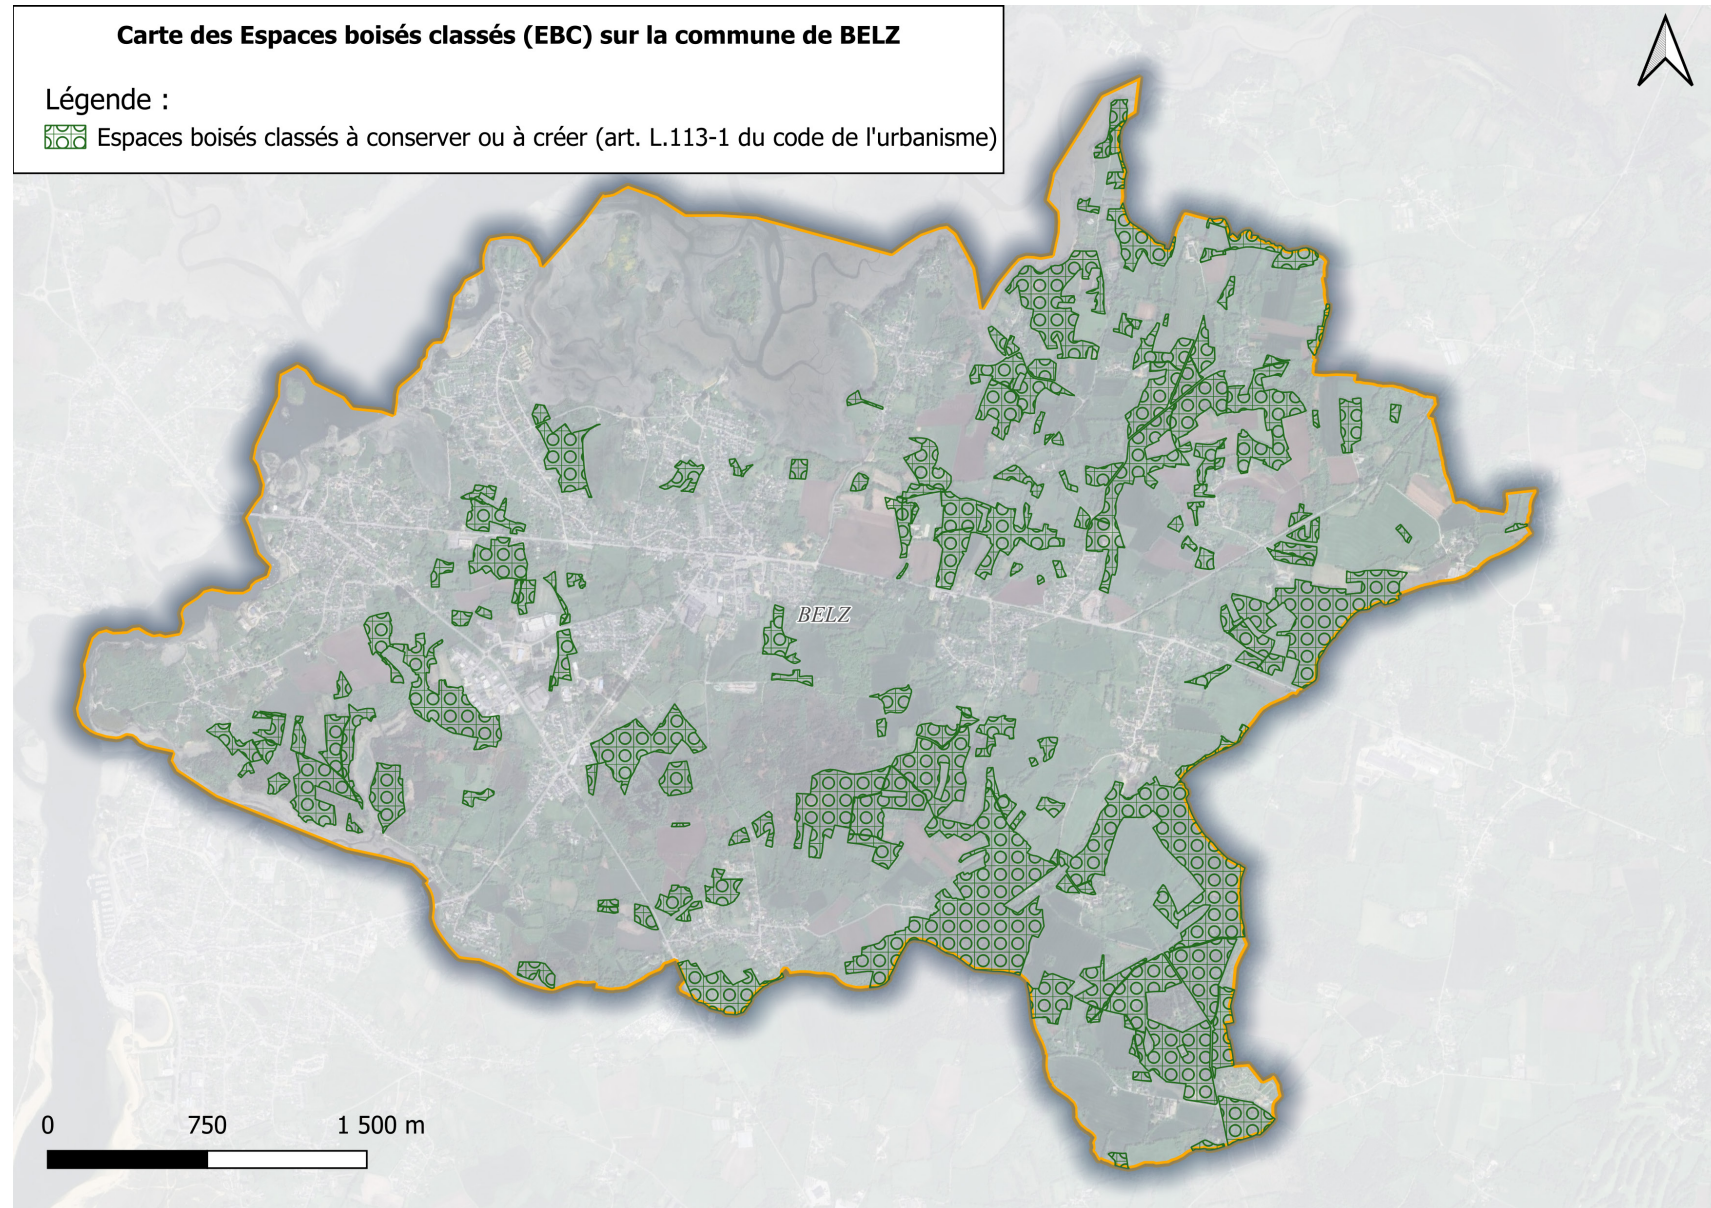 Carte des Espaces boisés classés (EBC) sur la commune de BELZ
Légende :
Espaces boisés classés à conserver ou à créer (art. L.113-1 du code de l'urbanisme)
BELZ
0 750 1 500 m